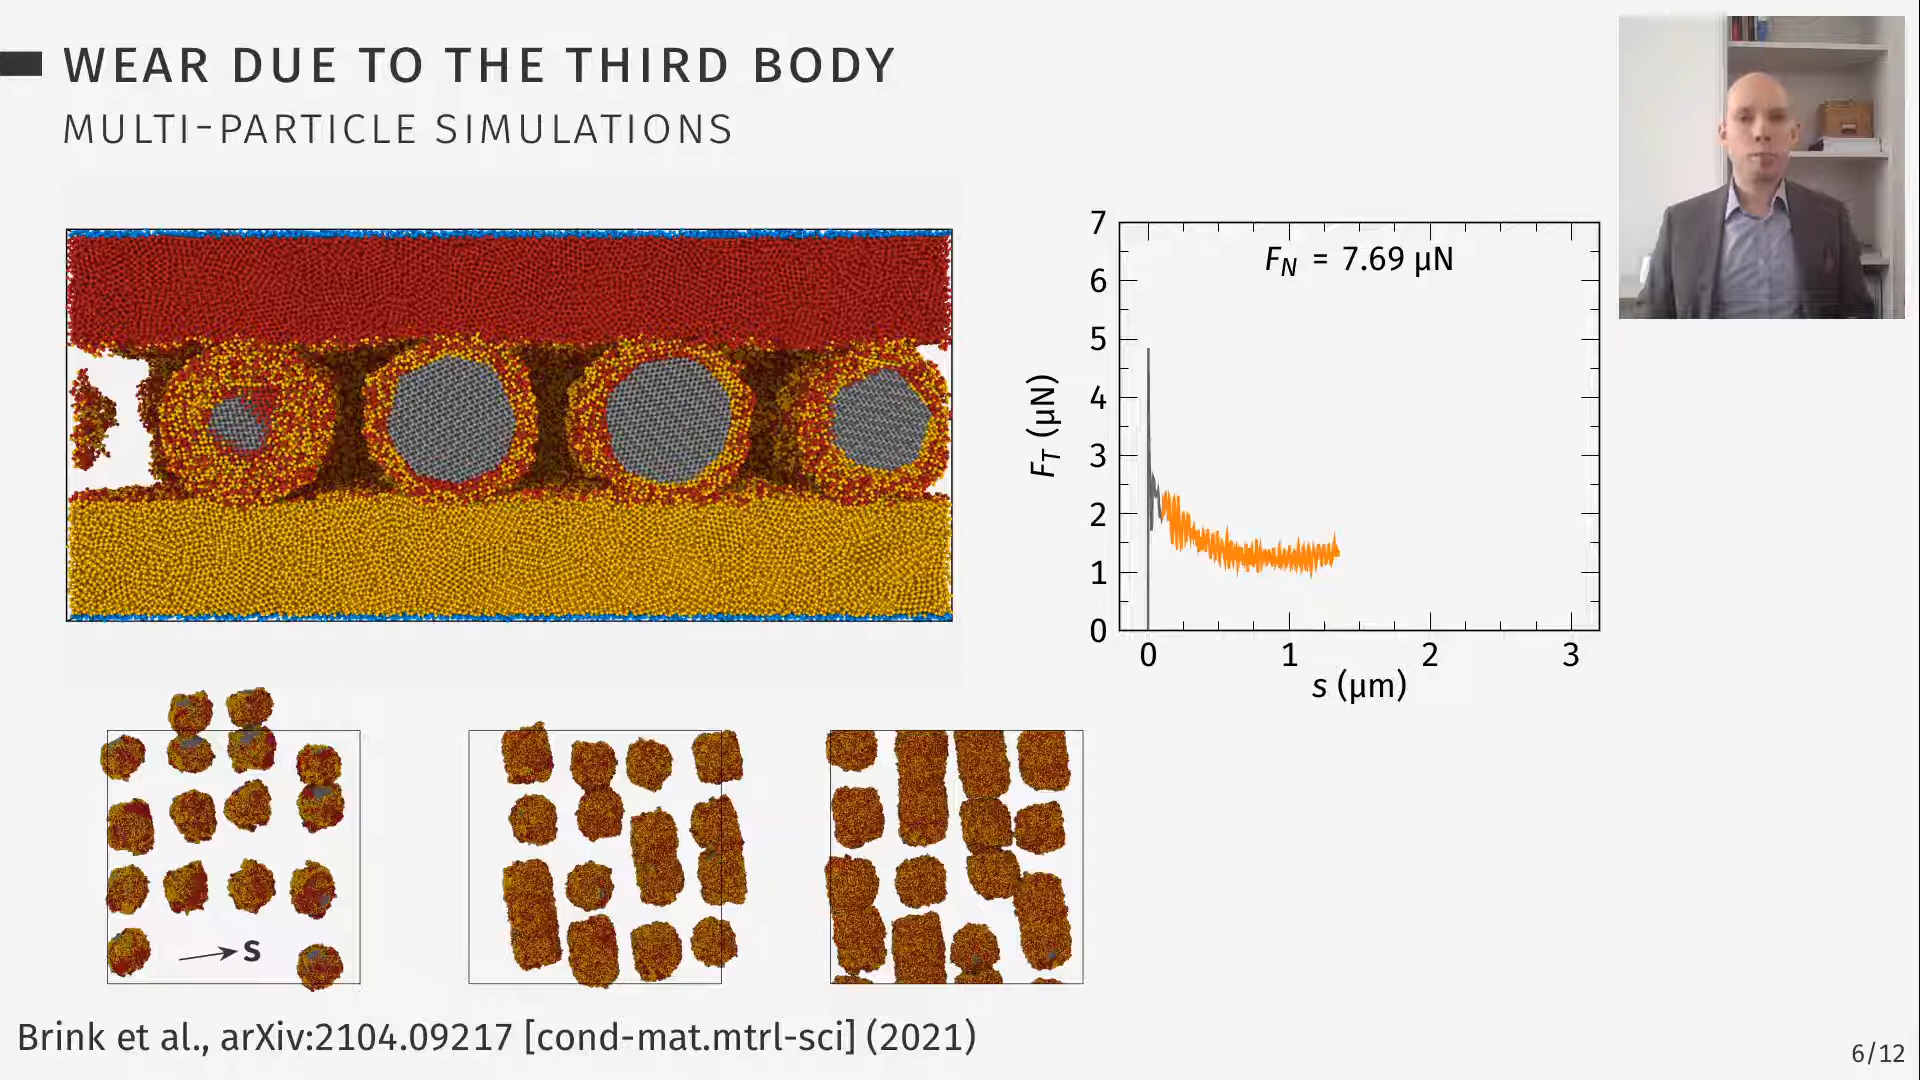 WEAR DUE TO THE THIRD BODY
MULTI-PARTICLE SIMULATIONS
F_N = 7.69 µN
7
6
5
4
3
2
1
0
F_T (µN)
0 1 2 3
s (µm)
S
Brink et al., arXiv:2104.09217 [cond-mat.mtrl-sci] (2021)
6/12